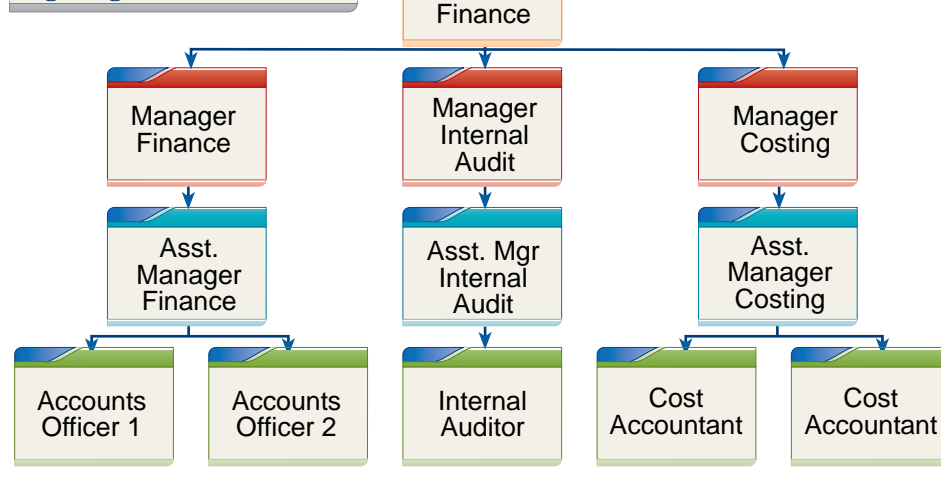 Finance
Manager
Finance
Manager
Internal
Audit
Manager
Costing
Asst.
Manager
Finance
Asst. Mgr
Internal
Audit
Asst.
Manager
Costing
Accounts
Officer 1
Accounts
Officer 2
Internal
Auditor
Cost
Accountant
Cost
Accountant